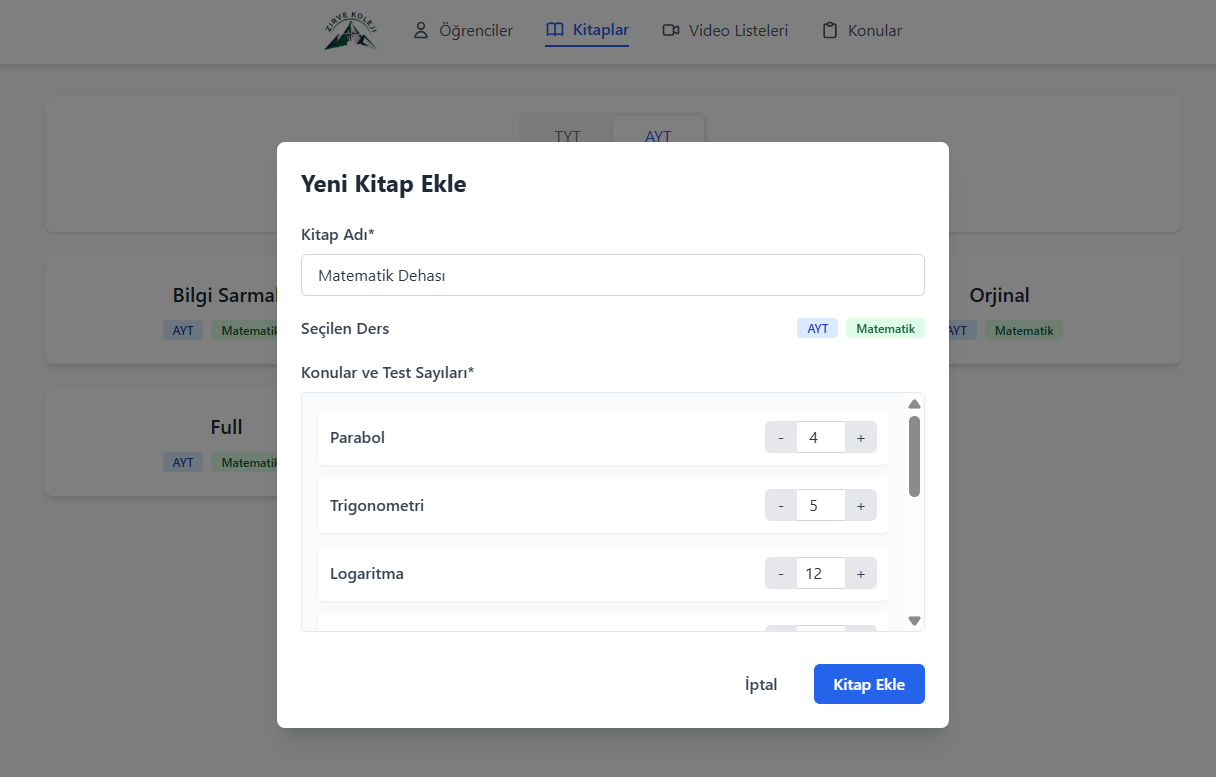 ZİRVE KOLEJİ
Öğrenciler
Kitaplar
Video Listeleri
Konular
TYT
AYT
Yeni Kitap Ekle
Kitap Adı*
Matematik Dehası
Seçilen Ders
AYT
Matematik
Konular ve Test Sayıları*
Parabol
- 4 +
Trigonometri
- 5 +
Logaritma
- 12 +
İptal
Kitap Ekle
Bilgi Sarmal
AYT
Matematik
Orjinal
AYT
Matematik
Full
AYT
Matematik